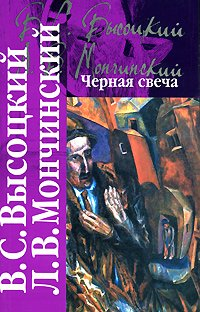 В. Высоцкий
Л. Мончинский
Черная свеча
В.С.ВЫСОЦКИЙ
Л.В.МОНЧИНСКИЙ